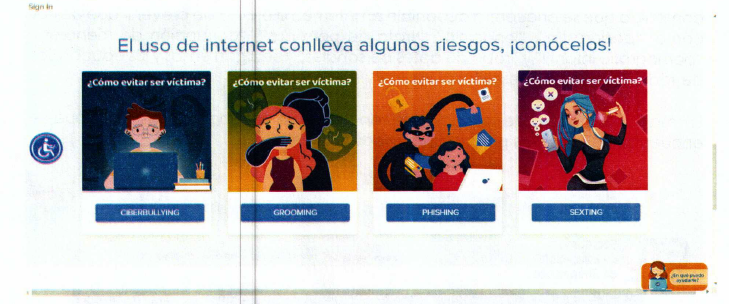 Sign In
El uso de internet conlleva algunos riesgos, ¡conócelos!
¿Cómo evitar ser víctima?
¿Cómo evitar ser víctima?
¿Cómo evitar ser víctima?
¿Cómo evitar ser víctima?
CIBERBULLYING
GROOMING
PHISHING
SEXTING
¿En qué puedo
ayudarte?